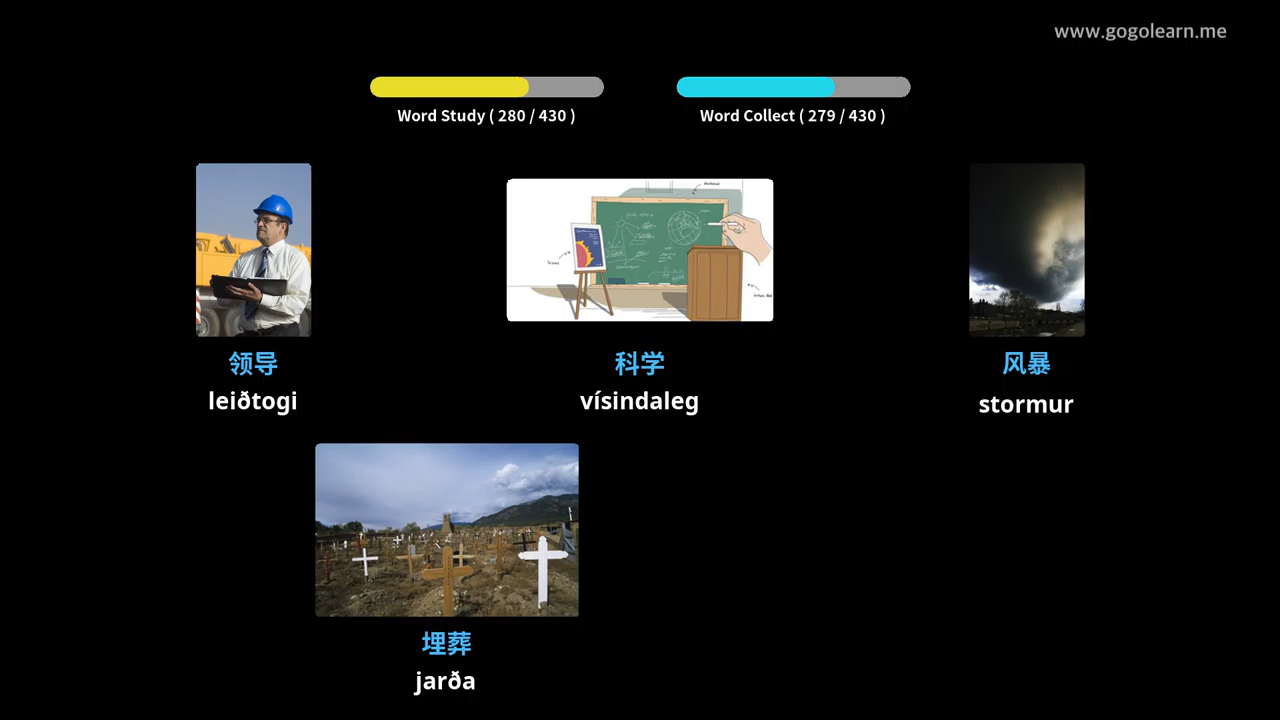 www.gogolearn.me
Word Study ( 280 / 430 )
Word Collect ( 279 / 430 )
领导
leiðtogi
科学
vísindaleg
风暴
stormur
埋葬
jarða